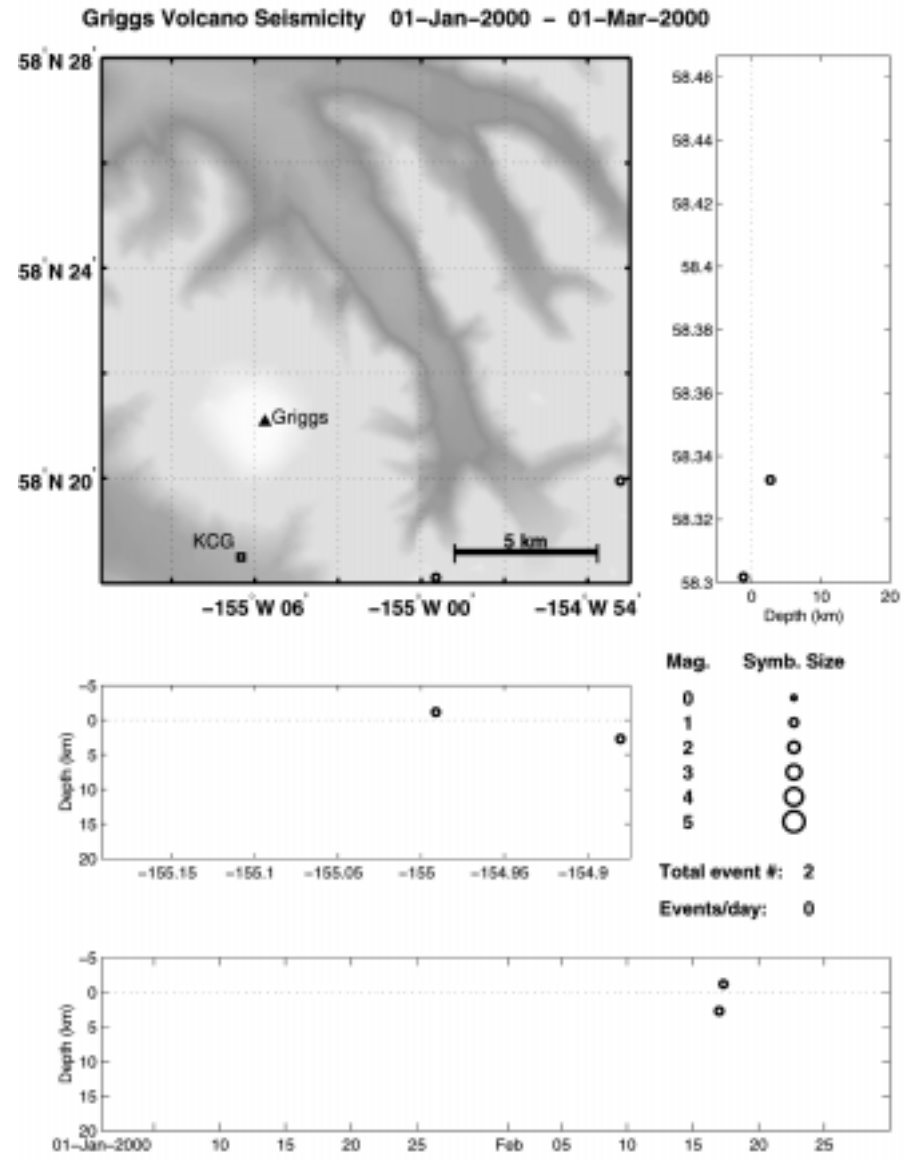 Griggs Volcano Seismicity 01-Jan-2000 - 01-Mar-2000
58°N 28'
58°N 24'
58°N 20'
Griggs
KCG
5 km
-155°W 06'
-155°W 00'
-154°W 54'
58.46
58.44
58.42
58.4
58.38
58.36
58.34
58.32
58.3
0 10 20
Depth (km)
Mag. Symb. Size
0
1
2
3
4
5
Total event #: 2
Events/day: 0
-5
0
5
10
15
20
Depth (km)
-155.15 -155.1 -155.05 -155 -154.95 -154.9
-5
0
5
10
15
20
Depth (km)
01-Jan-2000 10 15 20 25 Feb 05 10 15 20 25